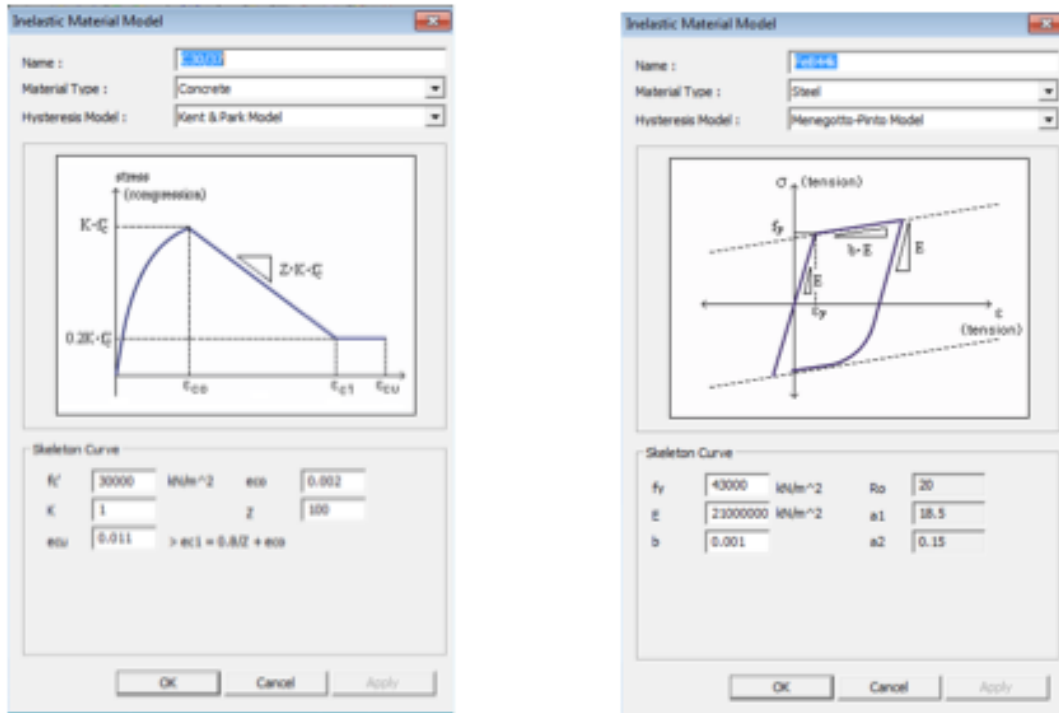 Inelastic Material Model
Name : C30/37
Material Type : Concrete
Hysteresis Model : Kent & Park Model
stress
(compression)
K·fc
Z·K·fc
0.2K·fc
εco εc1 εcu
Skeleton Curve
fc' 30000 kN/m^2 eco 0.002
K 1 Z 100
ecu 0.011 > ec1 = 0.8/Z + eco
OK Cancel Apply
Inelastic Material Model
Name : FeB44k
Material Type : Steel
Hysteresis Model : Menegotto-Pinto Model
σ (tension)
fy
b·E E
E
εy ε
(tension)
Skeleton Curve
fy 43000 kN/m^2 Ro 20
E 21000000 kN/m^2 a1 18.5
b 0.001 a2 0.15
OK Cancel Apply